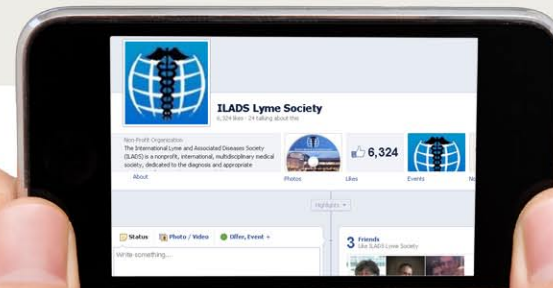 ILADS Lyme Society
6,324 likes · 24 talking about this
Non-Profit Organization
The International Lyme and Associated Diseases Society
(ILADS) is a nonprofit, international, multidisciplinary medical
society, dedicated to the diagnosis and appropriate
About
Photos
6,324
Likes
Events
Highlights
Status
Photo / Video
Offer, Event +
Write something...
3 Friends
Like ILADS Lyme Society